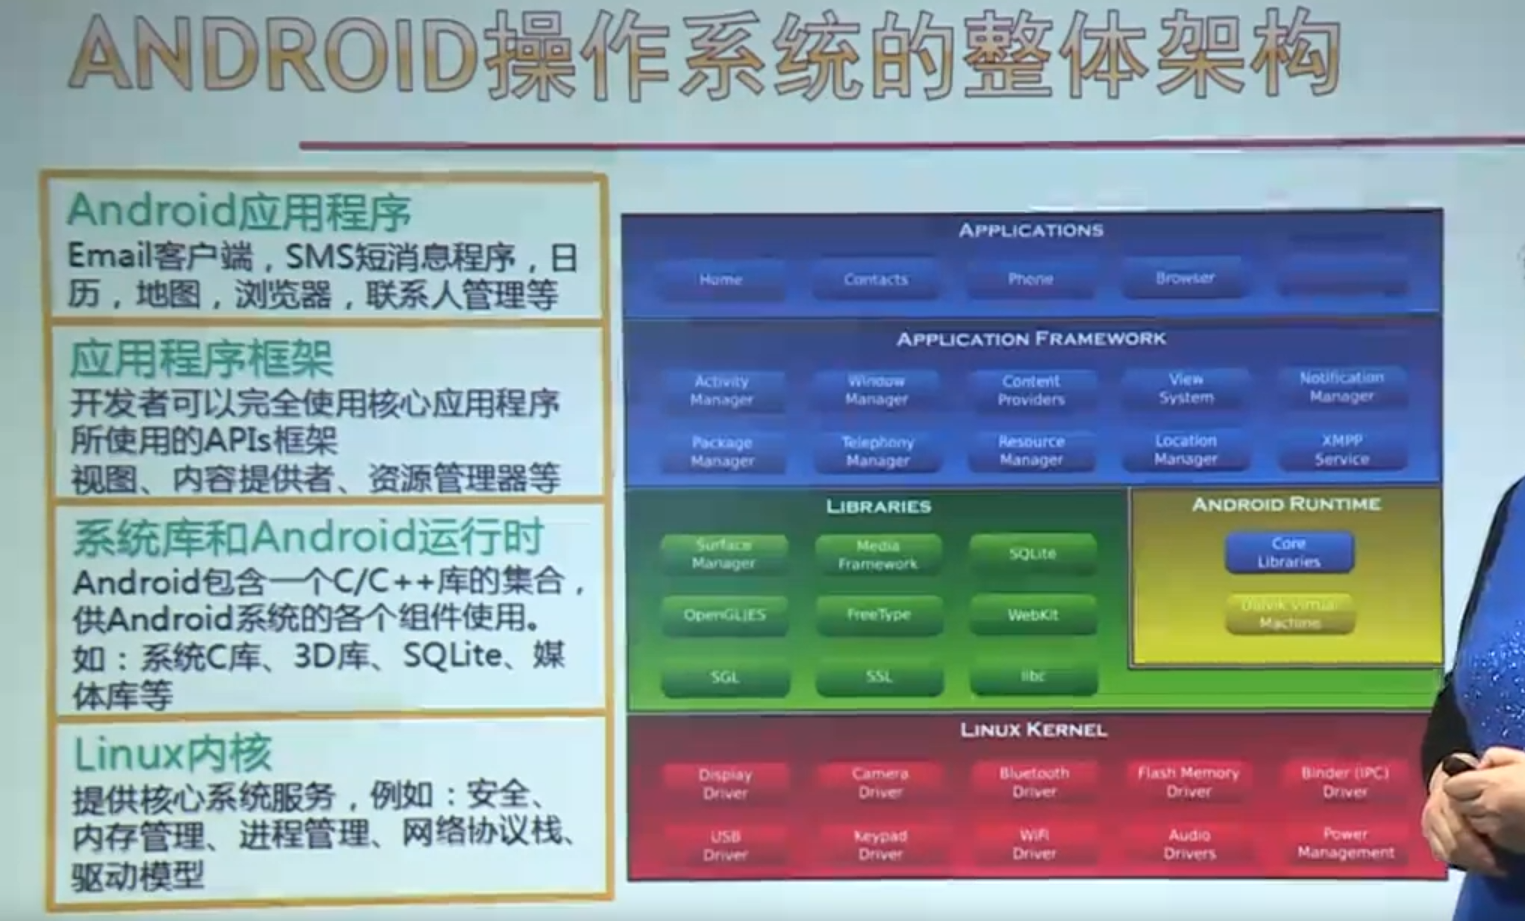 ANDROID操作系统的整体架构
Android应用程序
Email客户端，SMS短消息程序，日
历，地图，浏览器，联系人管理等
应用程序框架
开发者可以完全使用核心应用程序
所使用的APIs框架
视图、内容提供者、资源管理器等
系统库和Android运行时
Android包含一个C/C++库的集合，
供Android系统的各个组件使用。
如：系统C库、3D库、SQLite、媒
体库等
Linux内核
提供核心系统服务，例如：安全、
内存管理、进程管理、网络协议栈、
驱动模型
APPLICATIONS
Home
Contacts
Phone
Browser
APPLICATION FRAMEWORK
Activity
Manager
Window
Manager
Content
Providers
View
System
Notification
Manager
Package
Manager
Telephony
Manager
Resource
Manager
Location
Manager
XMPP
Service
LIBRARIES
Surface
Manager
Media
Framework
SQLite
OpenGL|ES
FreeType
WebKit
SGL
SSL
libc
ANDROID RUNTIME
Core
Libraries
Dalvik Virtual
Machine
LINUX KERNEL
Display
Driver
Camera
Driver
Bluetooth
Driver
Flash Memory
Driver
Binder (IPC)
Driver
USB
Driver
Keypad
Driver
WiFi
Driver
Audio
Drivers
Power
Management